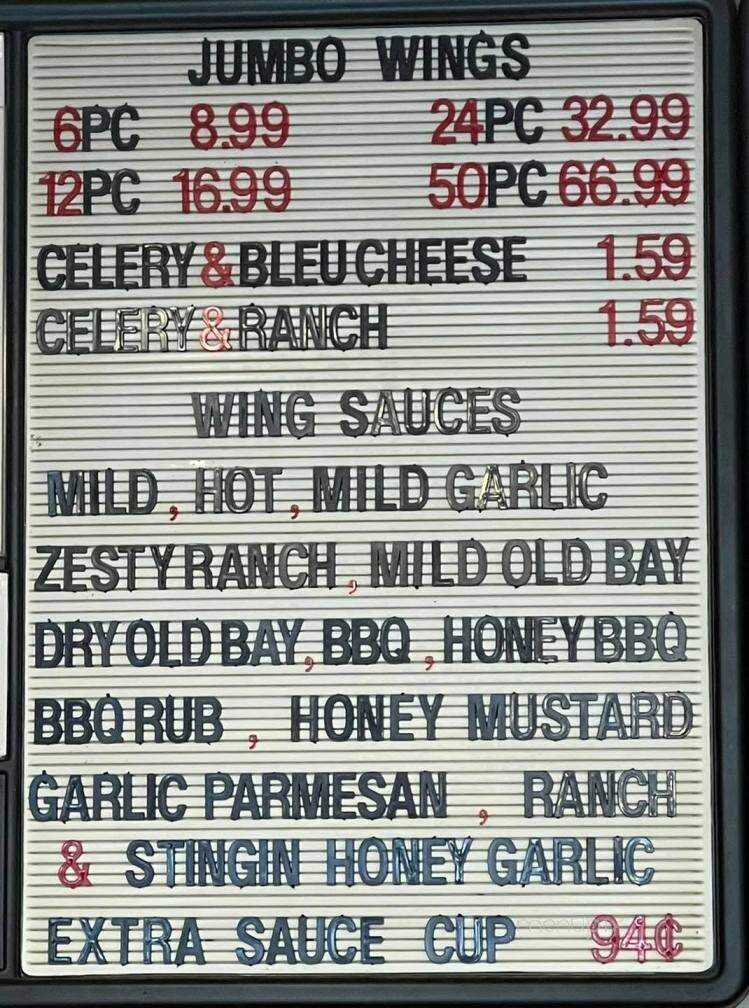 JUMBO WINGS
6PC 8.99 24PC 32.99
12PC 16.99 50PC 66.99
CELERY & BLEU CHEESE 1.59
CELERY & RANCH 1.59
WING SAUCES
MILD, HOT, MILD GARLIC
ZESTY RANCH, MILD OLD BAY
DRY OLD BAY, BBQ, HONEY BBQ
BBQ RUB, HONEY MUSTARD
GARLIC PARMESAN, RANCH
& STINGIN HONEY GARLIC
EXTRA SAUCE CUP 94¢